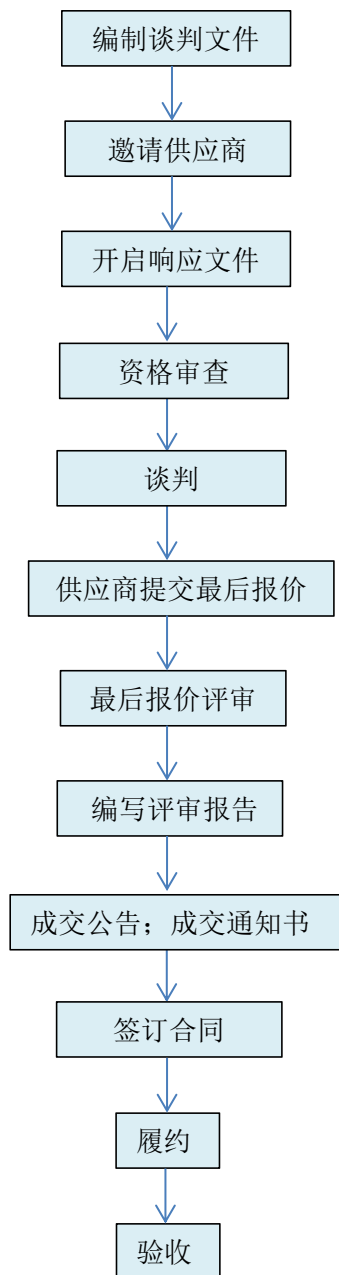 编制谈判文件
邀请供应商
开启响应文件
资格审查
谈判
供应商提交最后报价
最后报价评审
编写评审报告
成交公告；成交通知书
签订合同
履约
验收